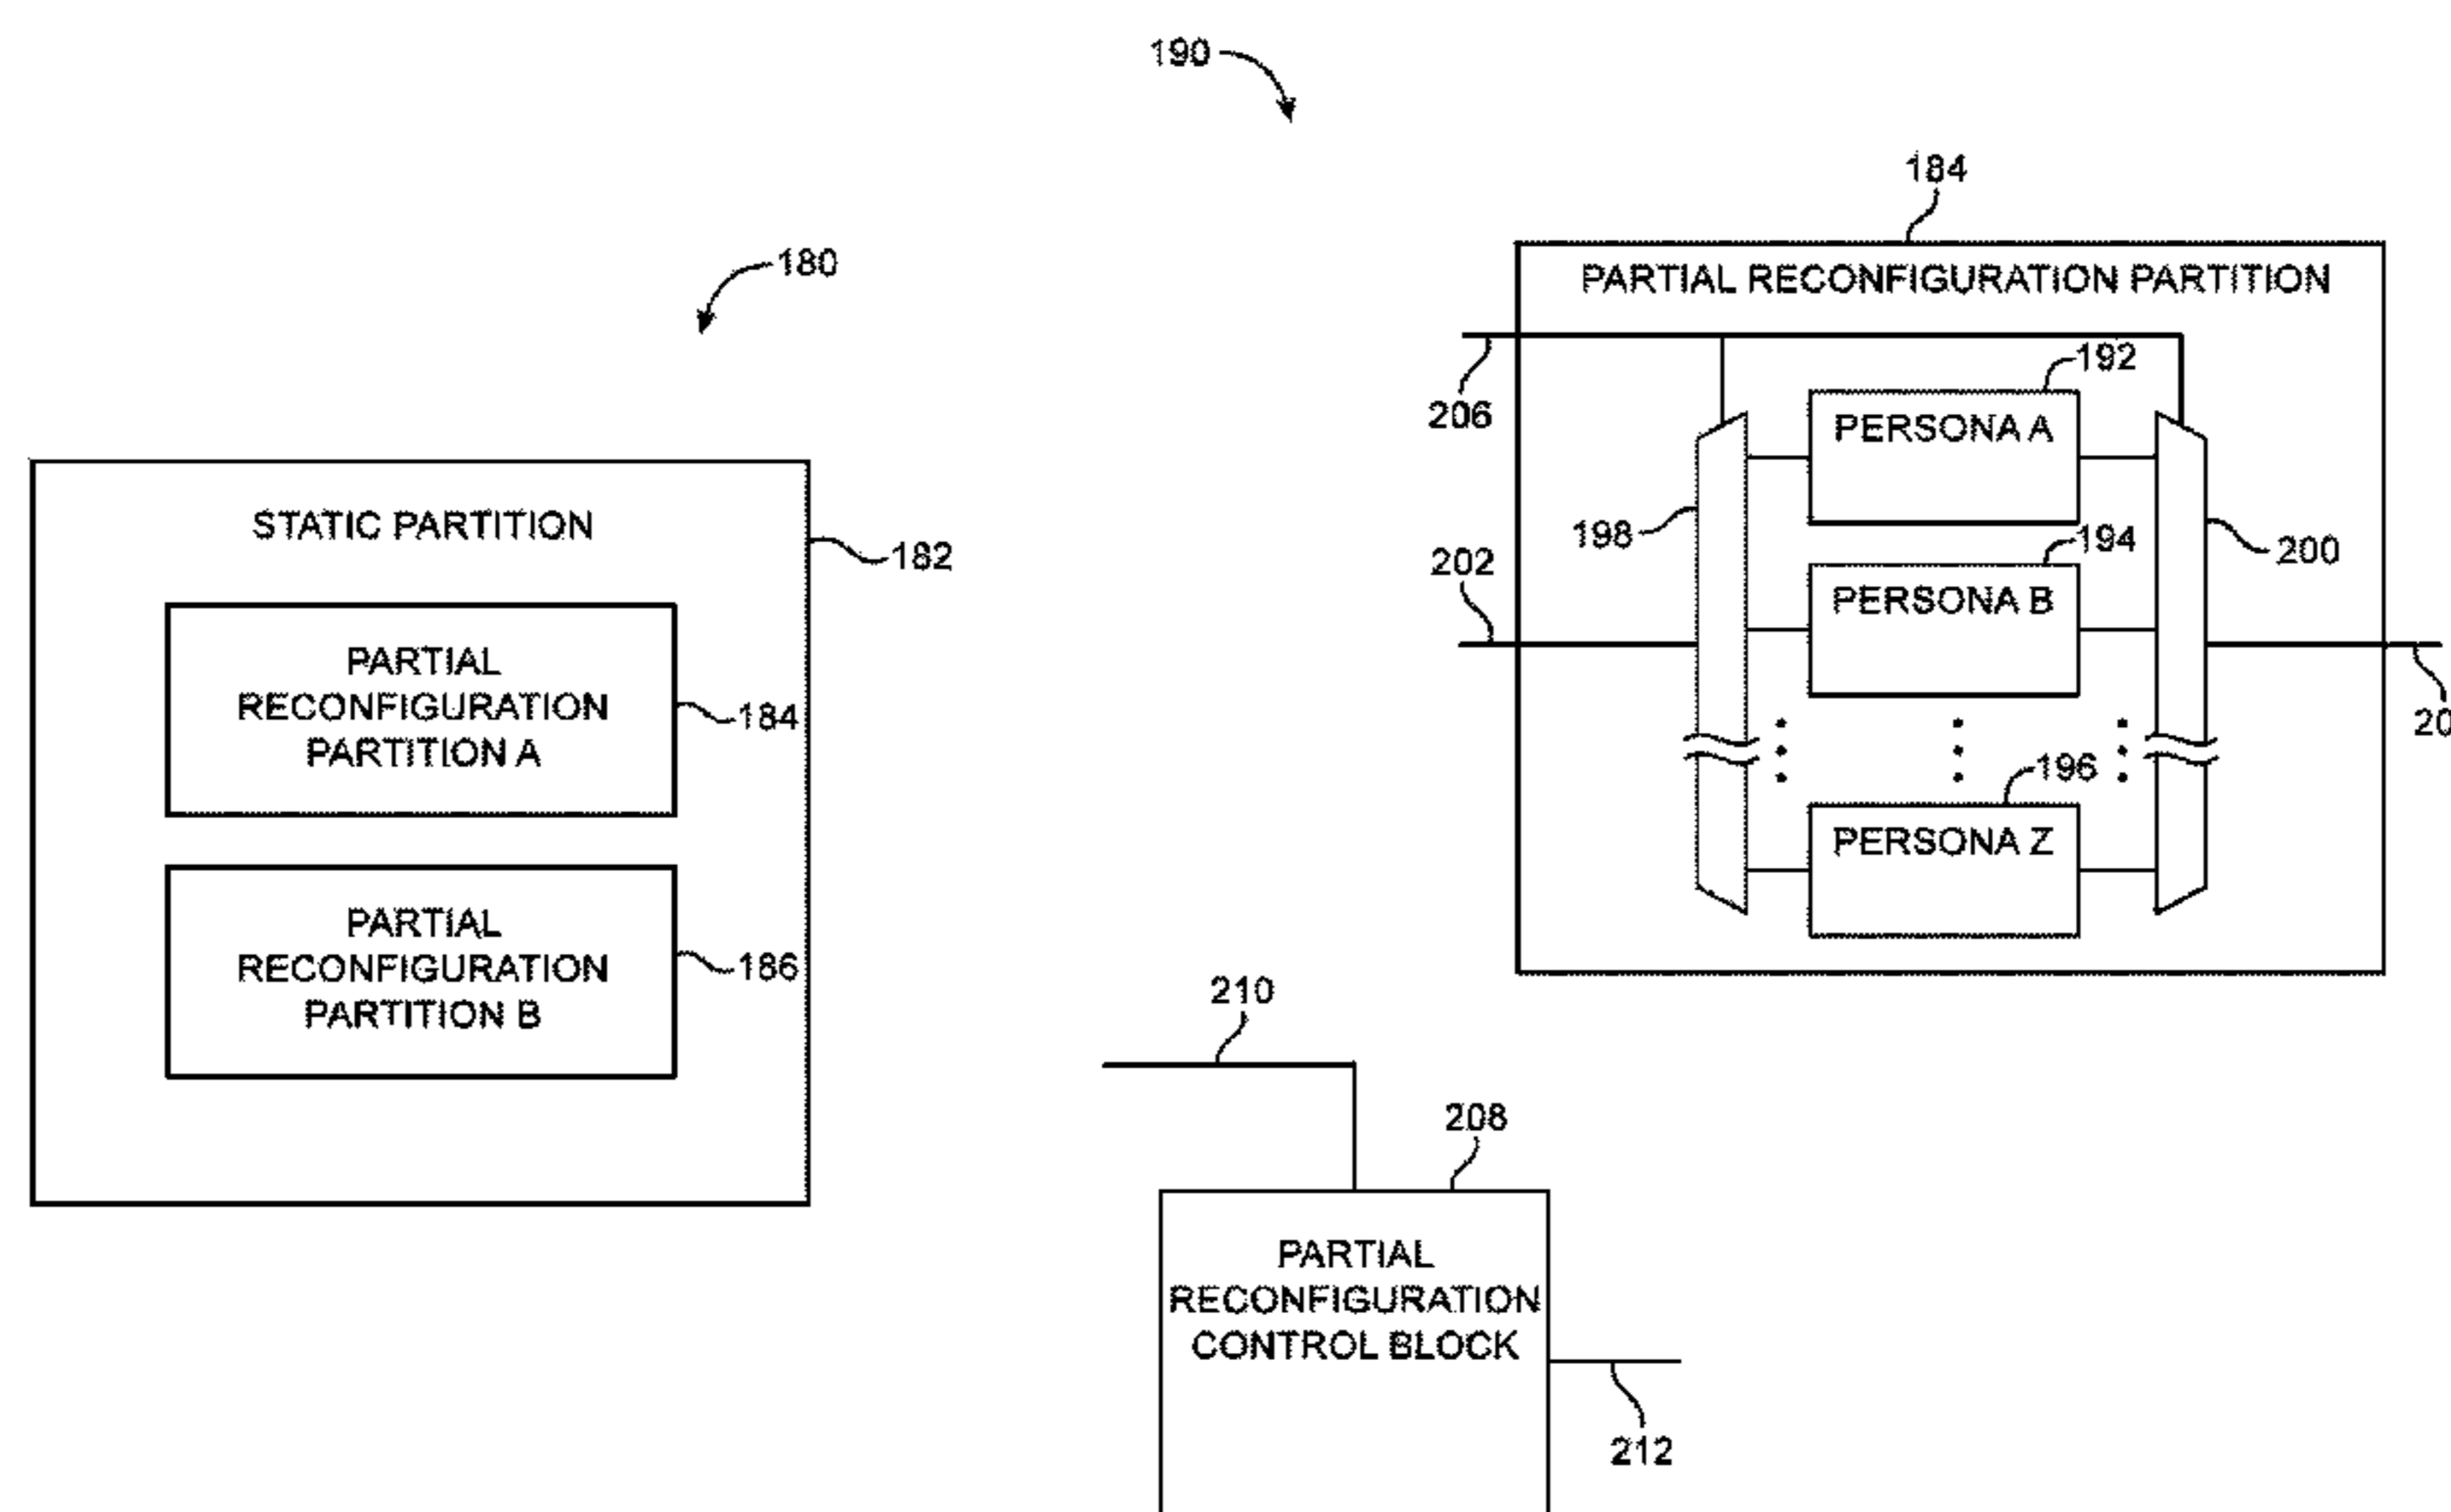 190
184
180
PARTIAL RECONFIGURATION PARTITION
192
206
PERSONA A
STATIC PARTITION
198
194
200
182
202
PERSONA B
PARTIAL
RECONFIGURATION
PARTITION A
184
196
PERSONA Z
PARTIAL
RECONFIGURATION
PARTITION B
186
210
208
PARTIAL
RECONFIGURATION
CONTROL BLOCK
212